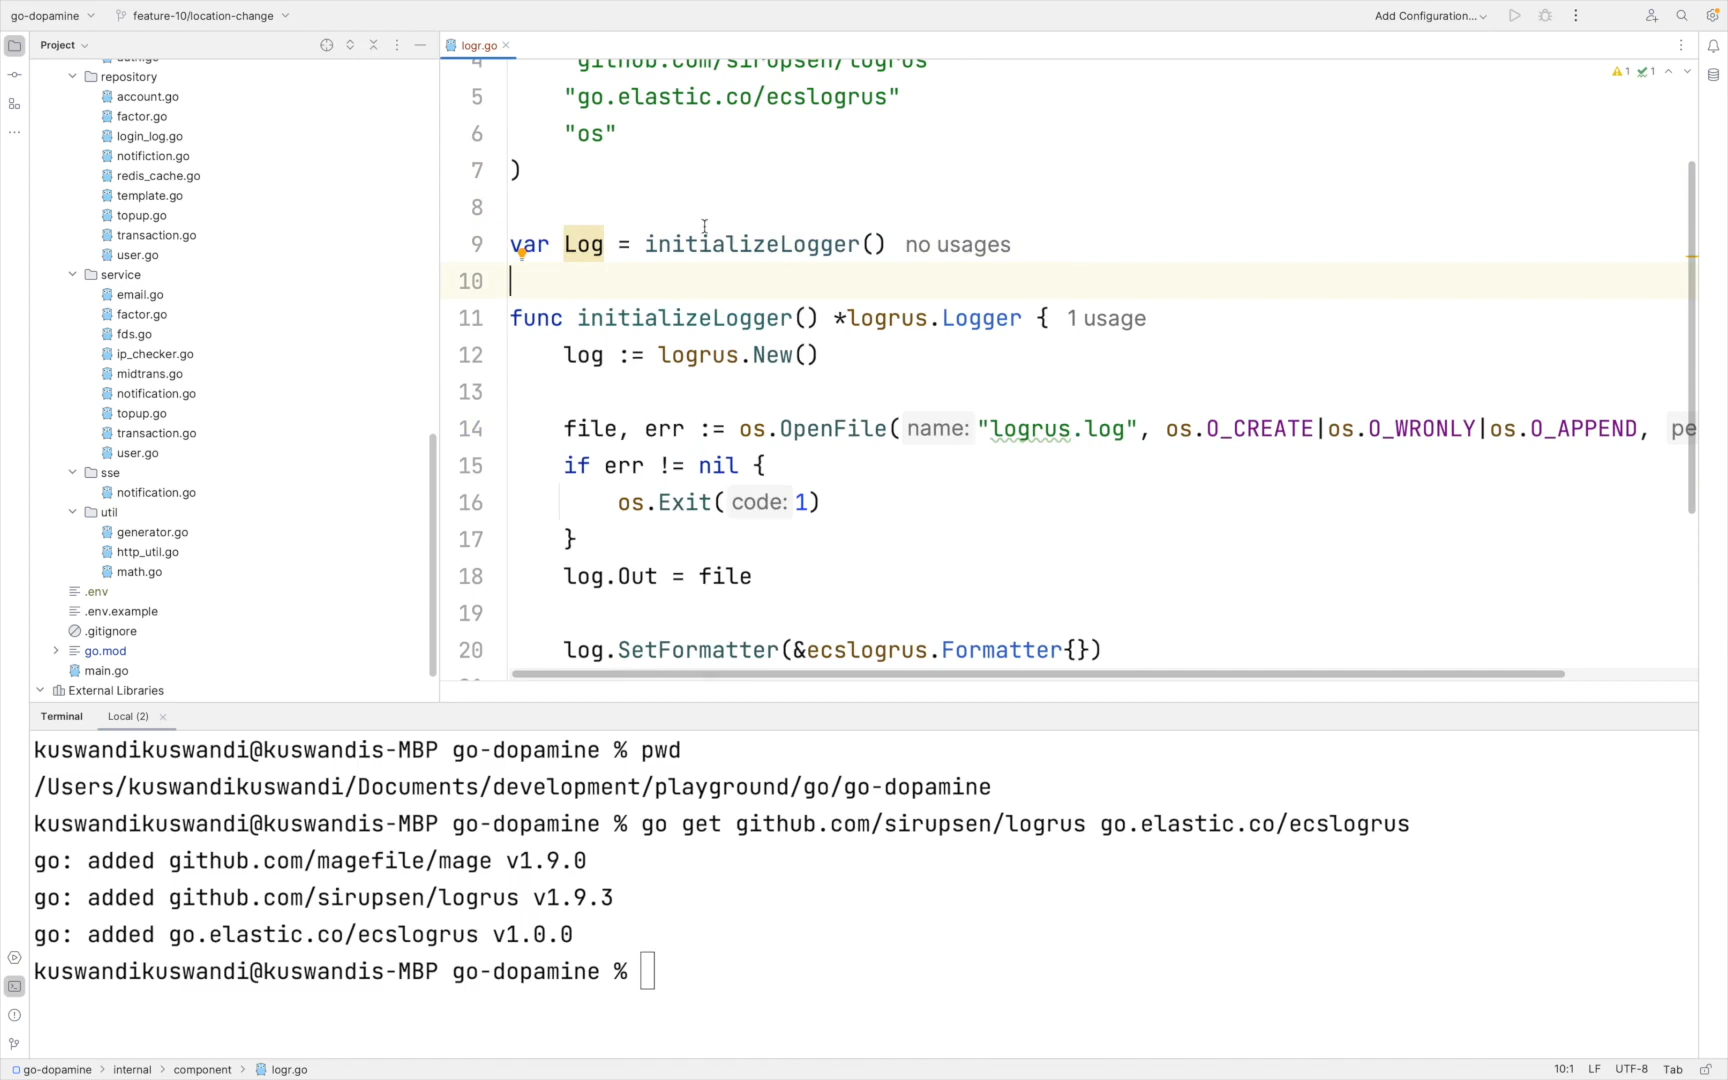 go-dopamine
feature-10/location-change
Add Configuration...
Project
logr.go
repository
account.go
factor.go
login_log.go
notifiction.go
redis_cache.go
template.go
topup.go
transaction.go
user.go
service
email.go
factor.go
fds.go
ip_checker.go
midtrans.go
notification.go
topup.go
transaction.go
user.go
sse
notification.go
util
generator.go
http_util.go
math.go
.env
.env.example
.gitignore
go.mod
main.go
External Libraries
1 1
4 "github.com/sirupsen/logrus"
5 "go.elastic.co/ecslogrus"
6 "os"
7 )
8
9 var Log = initializeLogger() no usages
10
11 func initializeLogger() *logrus.Logger { 1 usage
12 log := logrus.New()
13
14 file, err := os.OpenFile( name: "logrus.log", os.O_CREATE|os.O_WRONLY|os.O_APPEND, pe
15 if err != nil {
16 os.Exit( code: 1)
17 }
18 log.Out = file
19
20 log.SetFormatter(&ecslogrus.Formatter{})
Terminal Local (2)
kuswandikuswandi@kuswandis-MBP go-dopamine % pwd
/Users/kuswandikuswandi/Documents/development/playground/go/go-dopamine
kuswandikuswandi@kuswandis-MBP go-dopamine % go get github.com/sirupsen/logrus go.elastic.co/ecslogrus
go: added github.com/magefile/mage v1.9.0
go: added github.com/sirupsen/logrus v1.9.3
go: added go.elastic.co/ecslogrus v1.0.0
kuswandikuswandi@kuswandis-MBP go-dopamine %
go-dopamine > internal > component > logr.go
10:1 LF UTF-8 Tab